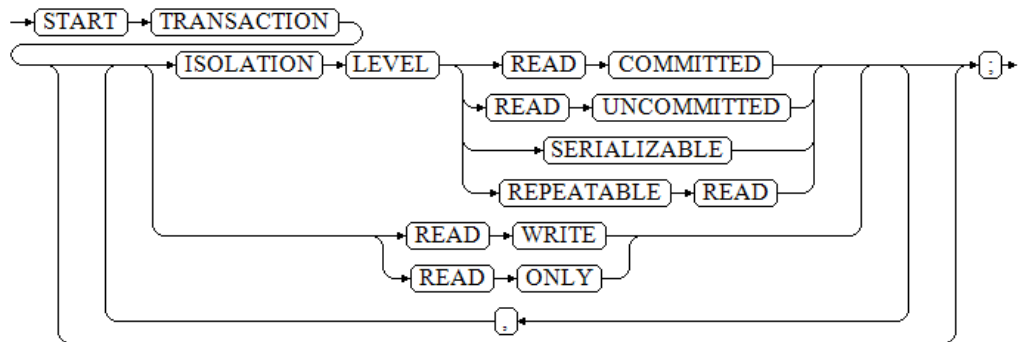 START TRANSACTION
ISOLATION LEVEL READ COMMITTED ;
READ UNCOMMITTED
SERIALIZABLE
REPEATABLE READ
READ WRITE
READ ONLY
,